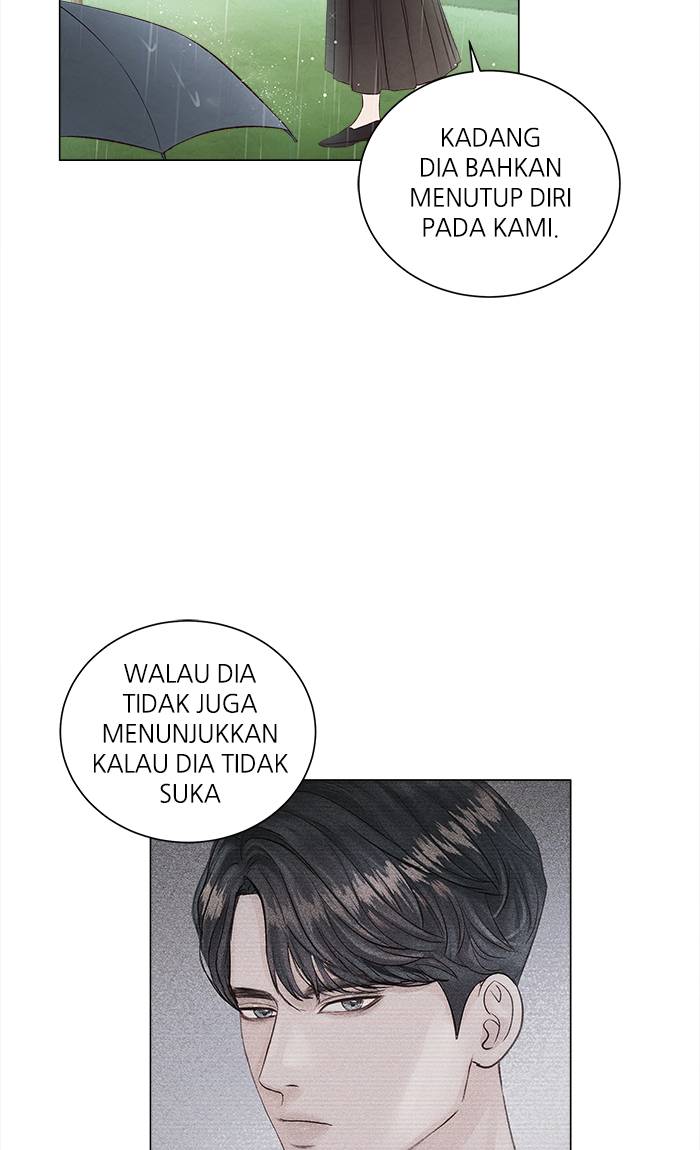 KADANG
DIA BAHKAN
MENUTUP DIRI
PADA KAMI.
WALAU DIA
TIDAK JUGA
MENUNJUKKAN
KALAU DIA TIDAK
SUKA